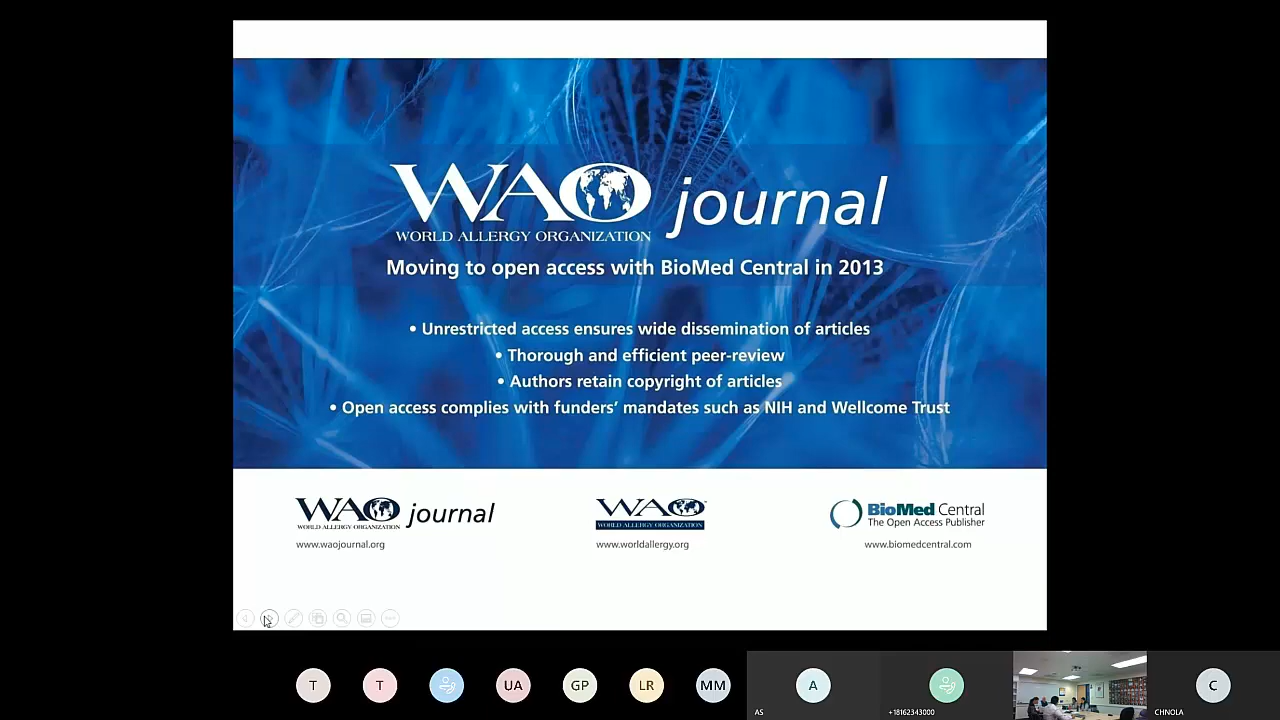 WAO journal
WORLD ALLERGY ORGANIZATION
Moving to open access with BioMed Central in 2013
• Unrestricted access ensures wide dissemination of articles
• Thorough and efficient peer-review
• Authors retain copyright of articles
• Open access complies with funders’ mandates such as NIH and Wellcome Trust
WAO journal
WORLD ALLERGY ORGANIZATION
www.waojournal.org
WAO
WORLD ALLERGY ORGANIZATION
www.worldallergy.org
BioMed Central
The Open Access Publisher
www.biomedcentral.com
T
T
UA
GP
LR
MM
A
AS
+18162343000
C
CHNOLA